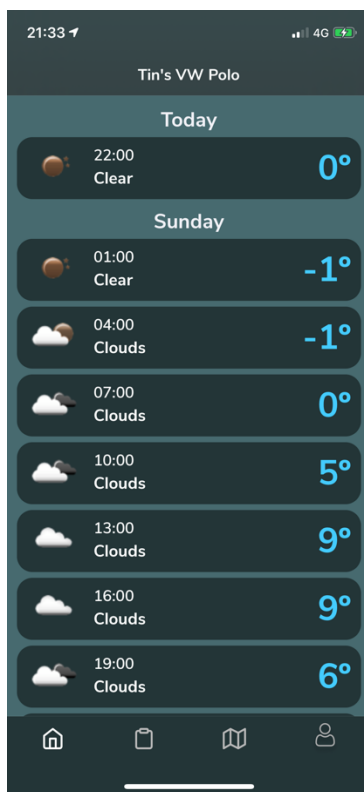 21:33
4G
Tin's VW Polo
Today
22:00
Clear
0°
Sunday
01:00
Clear
-1°
04:00
Clouds
-1°
07:00
Clouds
0°
10:00
Clouds
5°
13:00
Clouds
9°
16:00
Clouds
9°
19:00
Clouds
6°